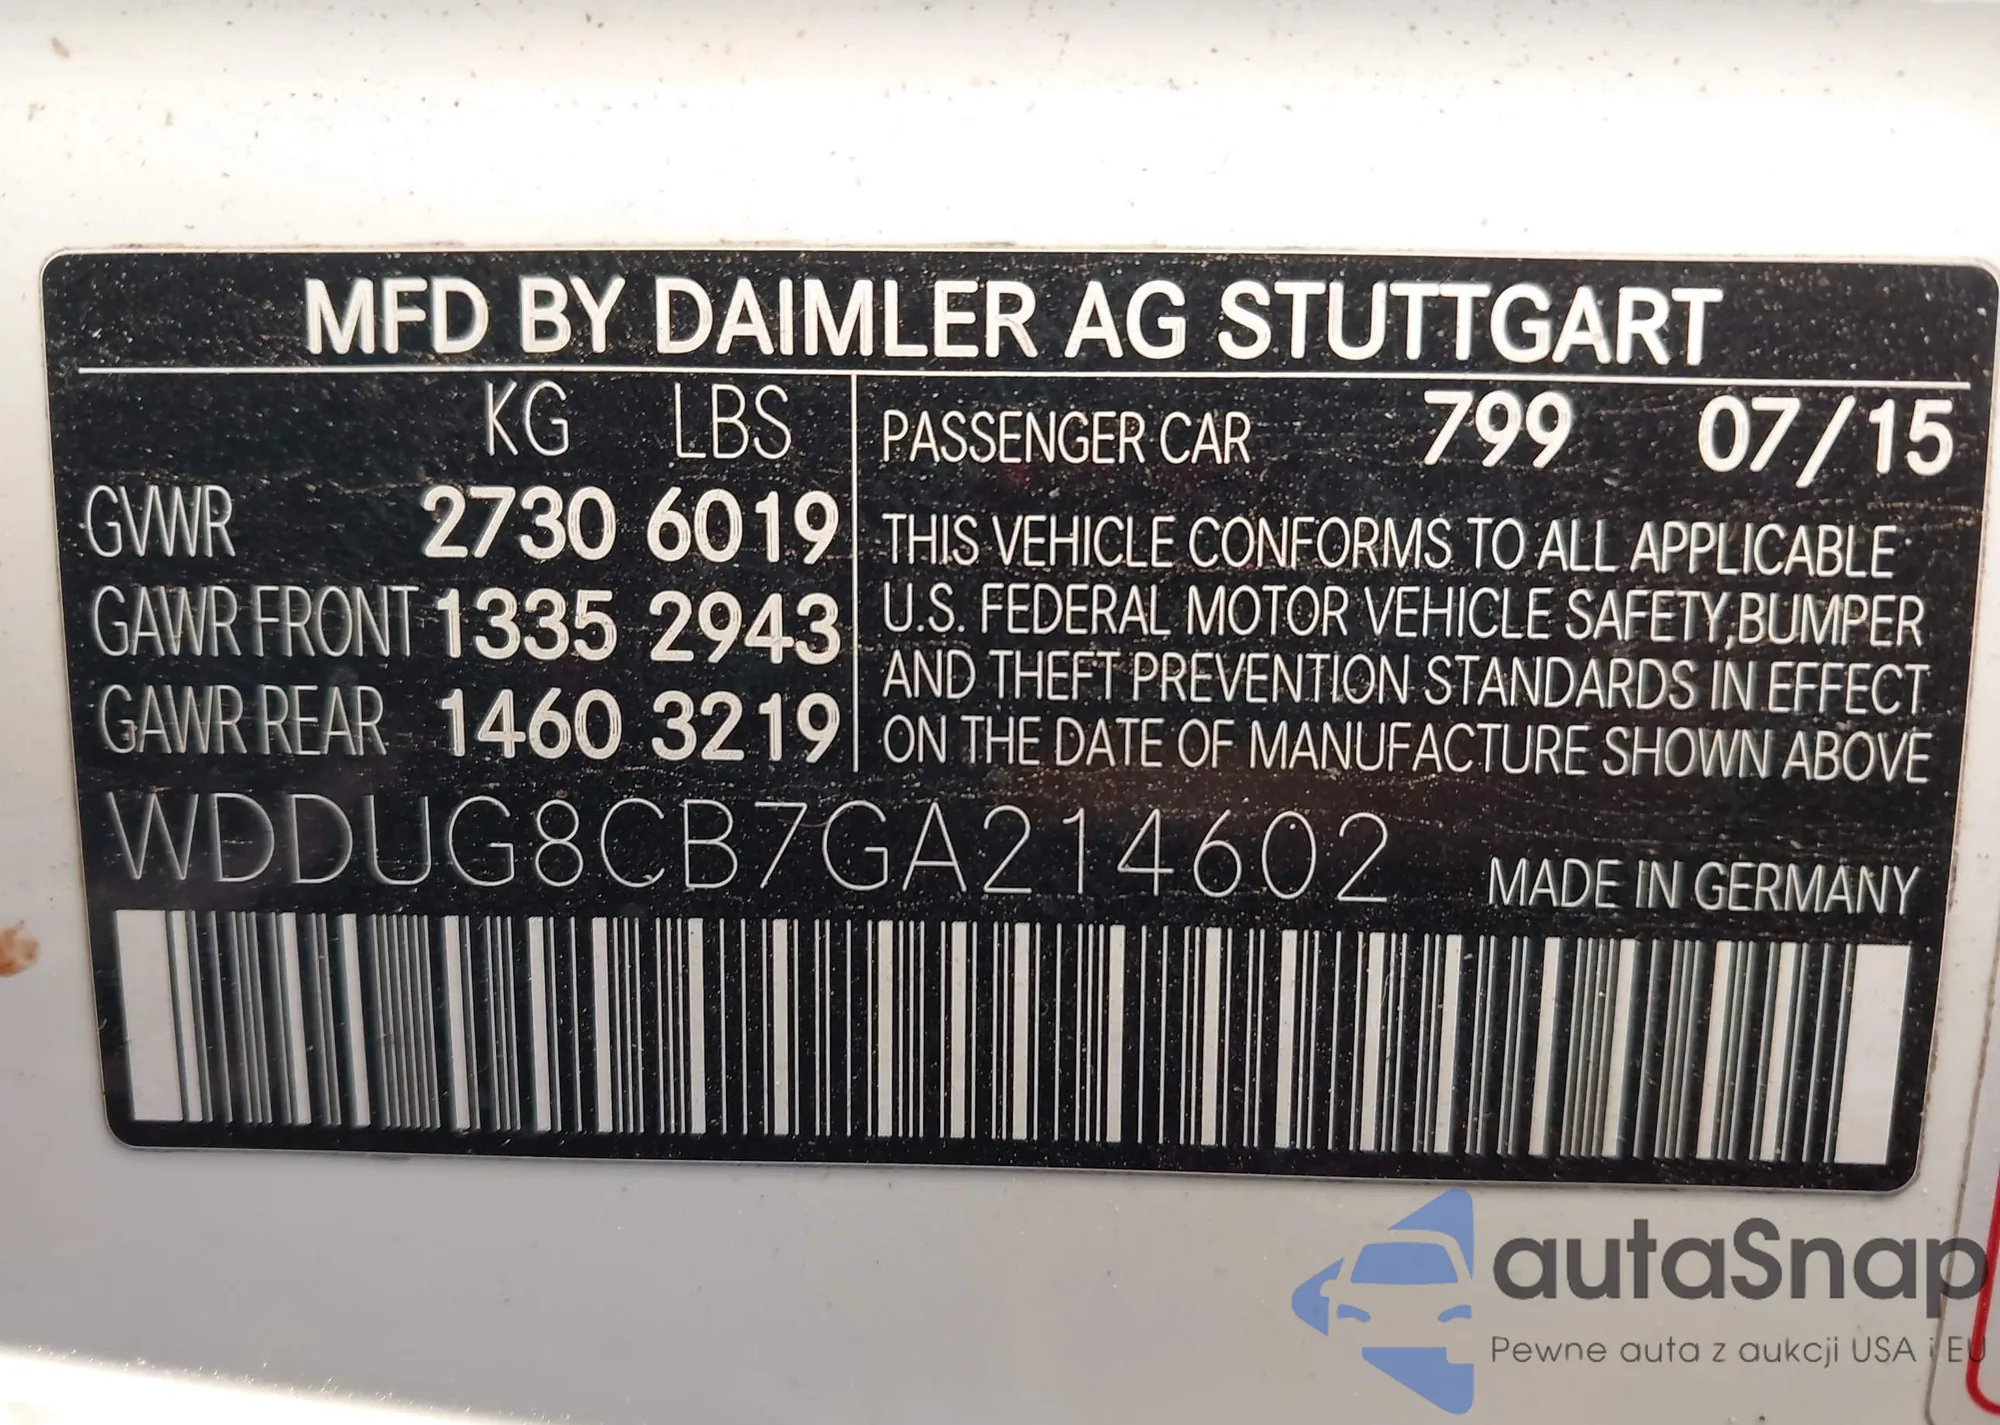 MFD BY DAIMLER AG STUTTGART
KG LBS
GVWR 2730 6019
GAWR FRONT 1335 2943
GAWR REAR 1460 3219
PASSENGER CAR 799 07/15
THIS VEHICLE CONFORMS TO ALL APPLICABLE
U.S. FEDERAL MOTOR VEHICLE SAFETY,BUMPER
AND THEFT PREVENTION STANDARDS IN EFFECT
ON THE DATE OF MANUFACTURE SHOWN ABOVE
WDDUG8CB7GA214602 MADE IN GERMANY
autaSnap
Pewne auta z aukcji USA i EU